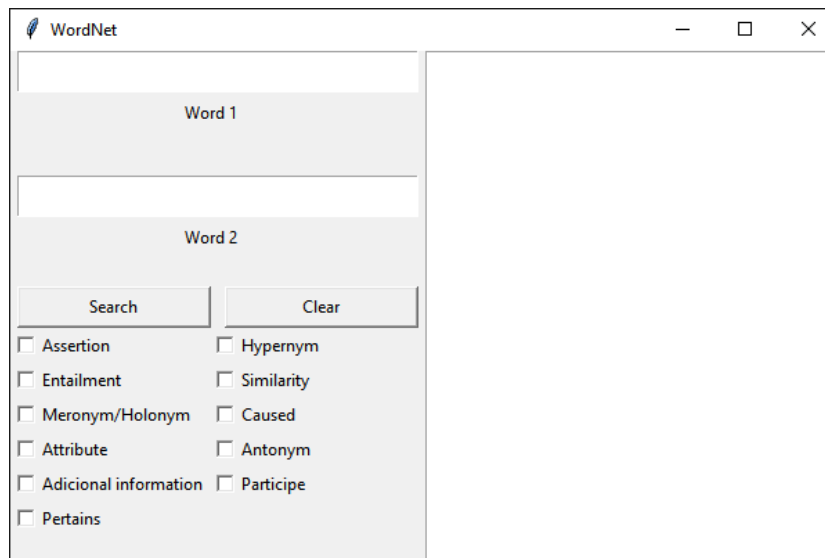 WordNet
Word 1
Word 2
Search Clear
Assertion Hypernym
Entailment Similarity
Meronym/Holonym Caused
Attribute Antonym
Adicional information Participe
Pertains